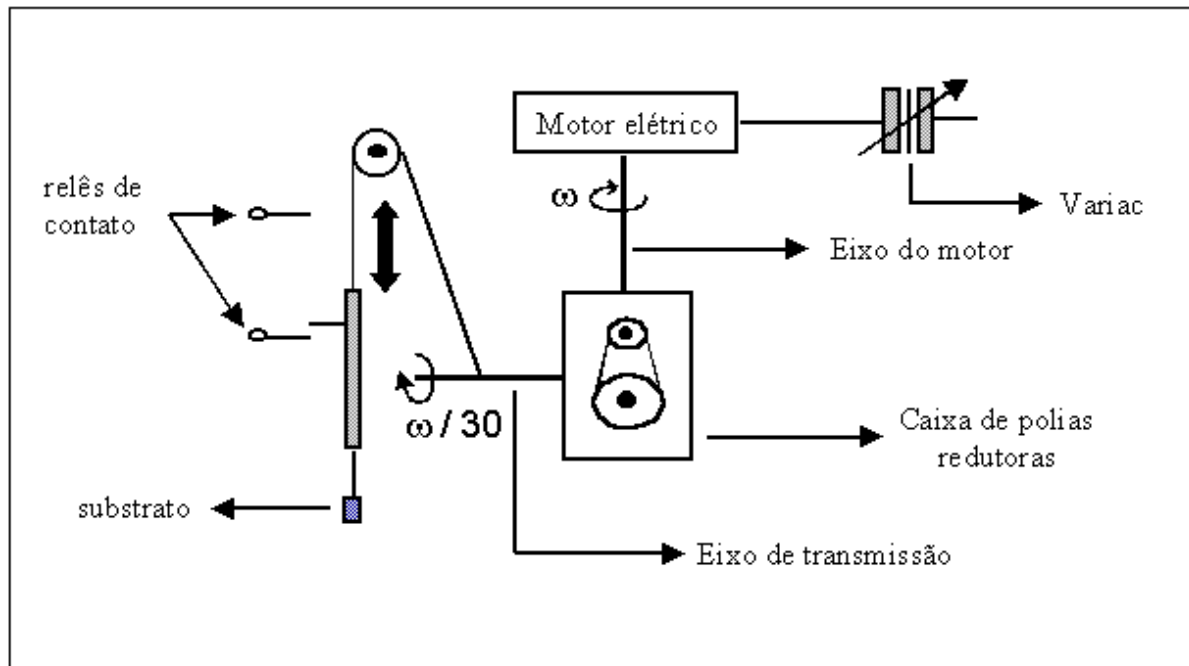 Motor elétrico
relês de
contato
ω
Variac
Eixo do motor
ω / 30
Caixa de polias
redutoras
substrato
Eixo de transmissão